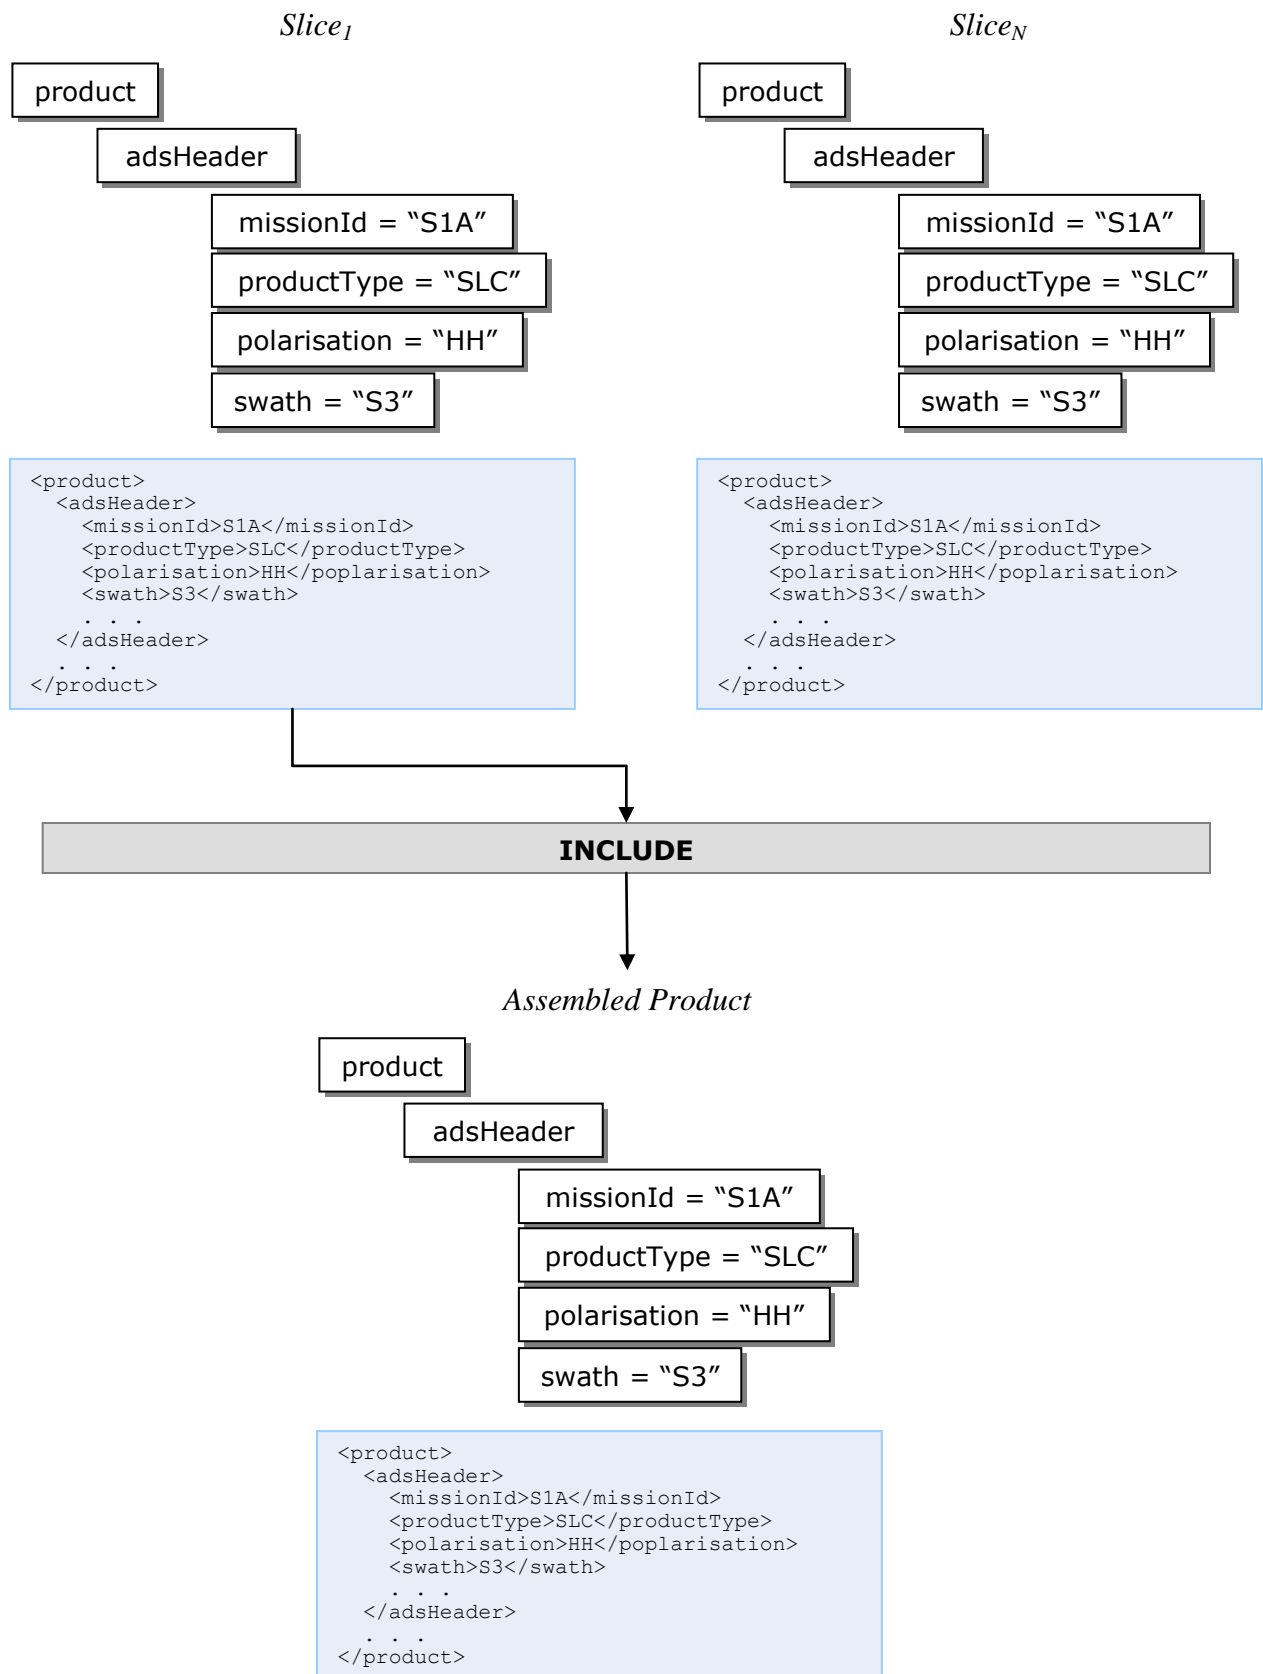 Slice1
product
adsHeader
missionId = “S1A”
productType = “SLC”
polarisation = “HH”
swath = “S3”
<product>
  <adsHeader>
    <missionId>S1A</missionId>
    <productType>SLC</productType>
    <polarisation>HH</poplarisation>
    <swath>S3</swath>
    . . .
  </adsHeader>
  . . .
</product>
SliceN
product
adsHeader
missionId = “S1A”
productType = “SLC”
polarisation = “HH”
swath = “S3”
<product>
  <adsHeader>
    <missionId>S1A</missionId>
    <productType>SLC</productType>
    <polarisation>HH</poplarisation>
    <swath>S3</swath>
    . . .
  </adsHeader>
  . . .
</product>
INCLUDE
Assembled Product
product
adsHeader
missionId = “S1A”
productType = “SLC”
polarisation = “HH”
swath = “S3”
<product>
  <adsHeader>
    <missionId>S1A</missionId>
    <productType>SLC</productType>
    <polarisation>HH</poplarisation>
    <swath>S3</swath>
    . . .
  </adsHeader>
  . . .
</product>